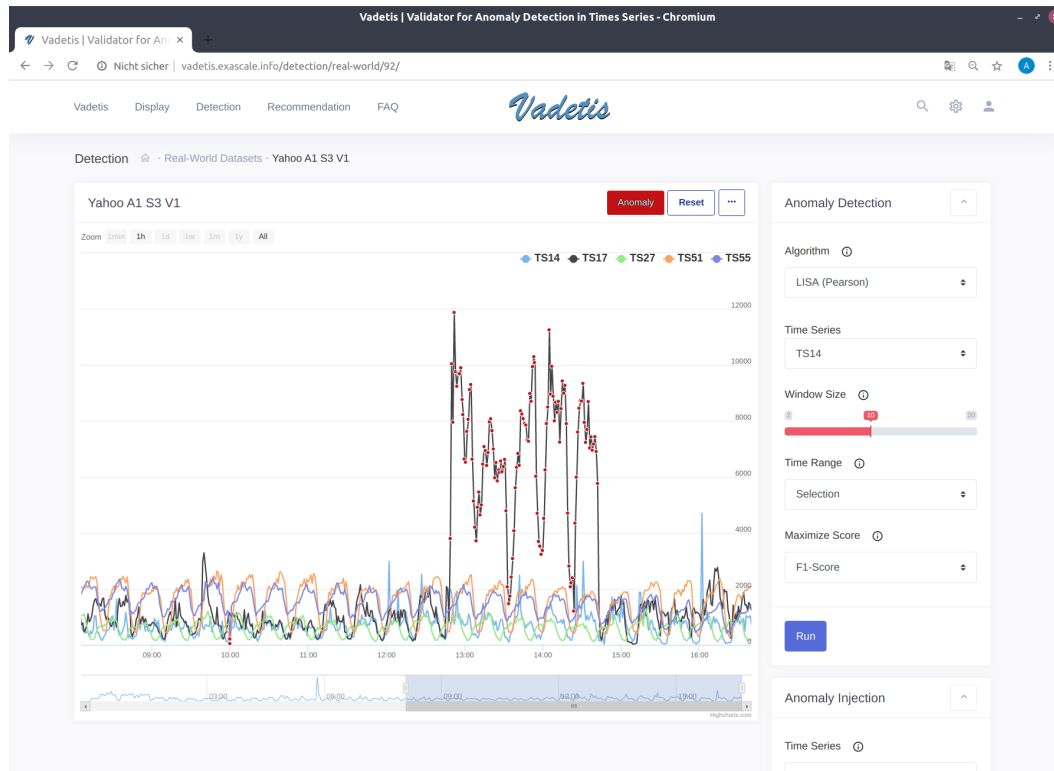 Vadetis | Validator for Anomaly Detection in Times Series - Chromium
Vadetis | Validator for An
Nicht sicher | vadetis.exascale.info/detection/real-world/92/
A
Vadetis Display Detection Recommendation FAQ
Vadetis
Detection - Real-World Datasets - Yahoo A1 S3 V1
Yahoo A1 S3 V1
Anomaly Reset ...
Zoom 1min 1h 1d 1w 1m 1y All
TS14 TS17 TS27 TS51 TS55
12000
10000
8000
6000
4000
2000
0
09:00 10:00 11:00 12:00 13:00 14:00 15:00 16:00
03:00 06:00 09:00 15:00
Highcharts.com
Anomaly Detection
Algorithm
LISA (Pearson)
Time Series
TS14
Window Size
2 10 20
Time Range
Selection
Maximize Score
F1-Score
Run
Anomaly Injection
Time Series